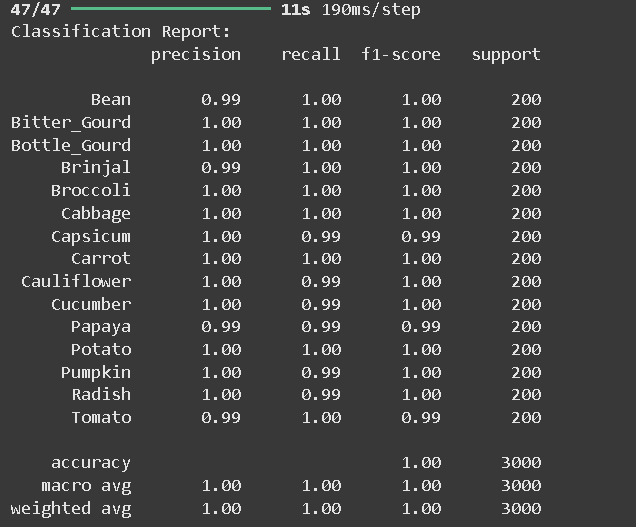 47/47 ━━━━━━━━━━━━━━━━━━━━ 11s 190ms/step
Classification Report:
precision recall f1-score support
Bean 0.99 1.00 1.00 200
Bitter_Gourd 1.00 1.00 1.00 200
Bottle_Gourd 1.00 1.00 1.00 200
Brinjal 0.99 1.00 1.00 200
Broccoli 1.00 1.00 1.00 200
Cabbage 1.00 1.00 1.00 200
Capsicum 1.00 0.99 0.99 200
Carrot 1.00 1.00 1.00 200
Cauliflower 1.00 0.99 1.00 200
Cucumber 1.00 0.99 1.00 200
Papaya 0.99 0.99 0.99 200
Potato 1.00 1.00 1.00 200
Pumpkin 1.00 0.99 1.00 200
Radish 1.00 0.99 1.00 200
Tomato 0.99 1.00 0.99 200
accuracy 1.00 3000
macro avg 1.00 1.00 1.00 3000
weighted avg 1.00 1.00 1.00 3000